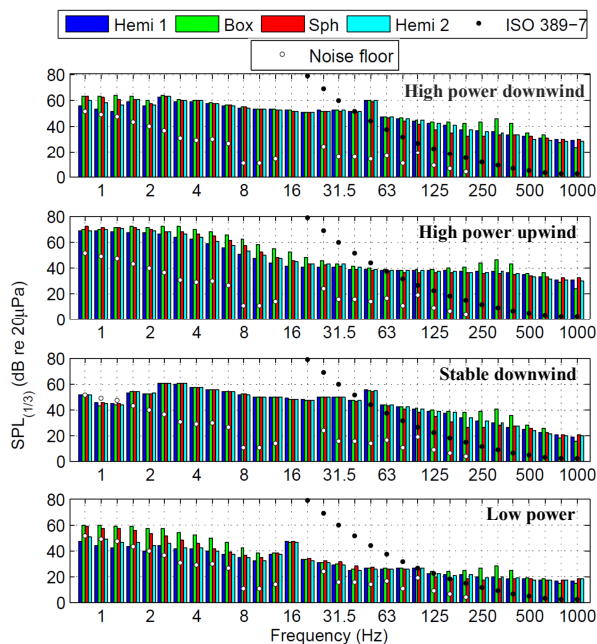 Hemi 1 Box Sph Hemi 2 ISO 389−7
Noise floor
High power downwind
80
60
40
20
0
1 2 4 8 16 31.5 63 125 250 500 1000
High power upwind
80
60
40
20
0
1 2 4 8 16 31.5 63 125 250 500 1000
SPL(1/3) (dB re 20μPa)
Stable downwind
80
60
40
20
0
1 2 4 8 16 31.5 63 125 250 500 1000
Low power
80
60
40
20
0
1 2 4 8 16 31.5 63 125 250 500 1000
Frequency (Hz)